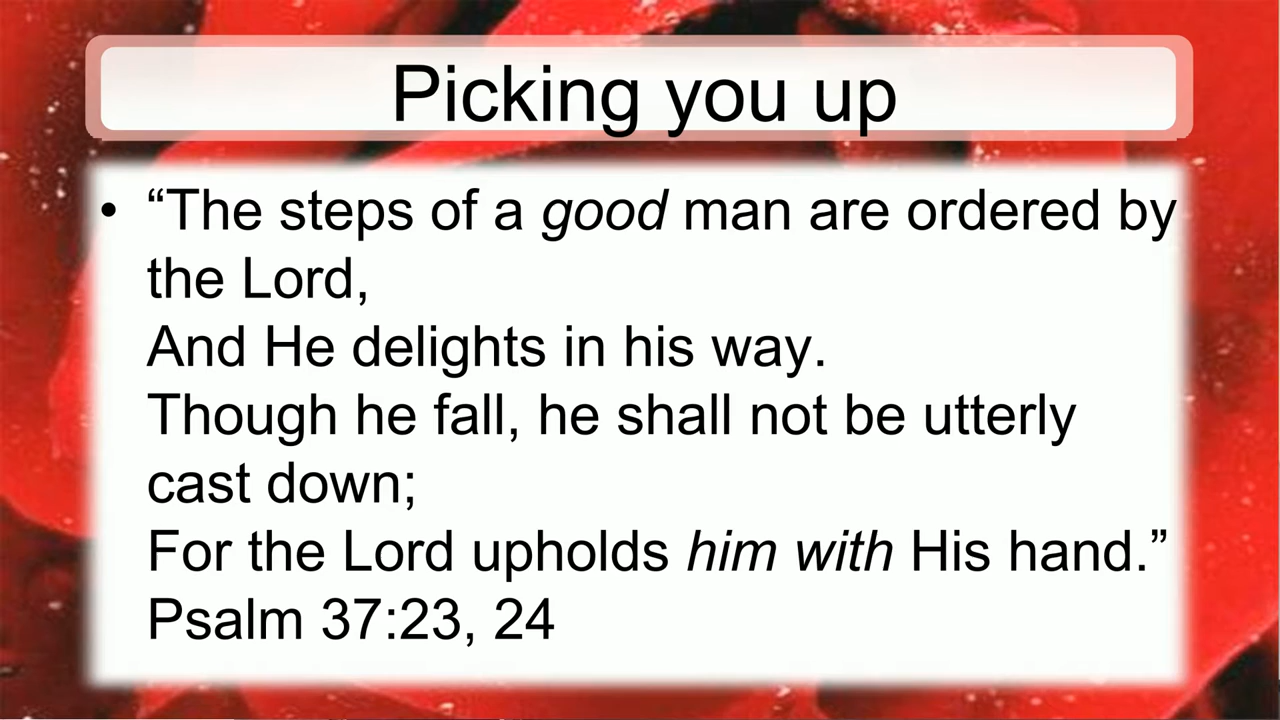 Picking you up
• “The steps of a good man are ordered by
the Lord,
And He delights in his way.
Though he fall, he shall not be utterly
cast down;
For the Lord upholds him with His hand.”
Psalm 37:23, 24